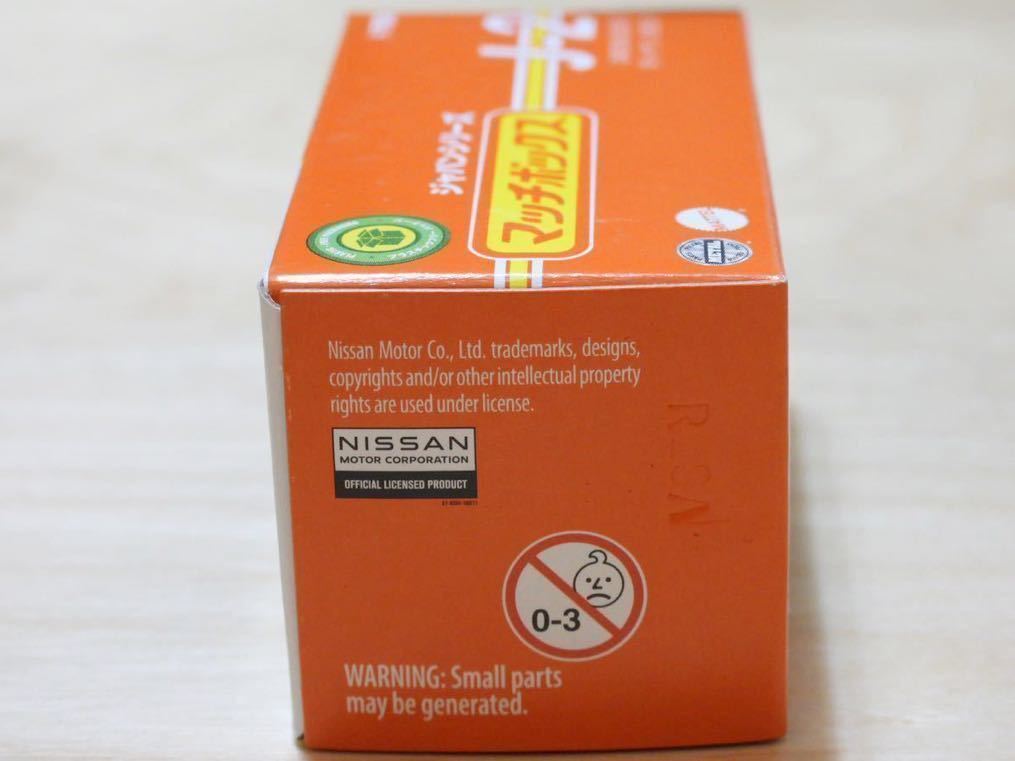 J-2
ジャパンシリーズ
マッチボックス
MATTEL
Nissan Motor Co., Ltd. trademarks, designs,
copyrights and/or other intellectual property
rights are used under license.
NISSAN
MOTOR CORPORATION
OFFICIAL LICENSED PRODUCT
0-3
WARNING: Small parts
may be generated.